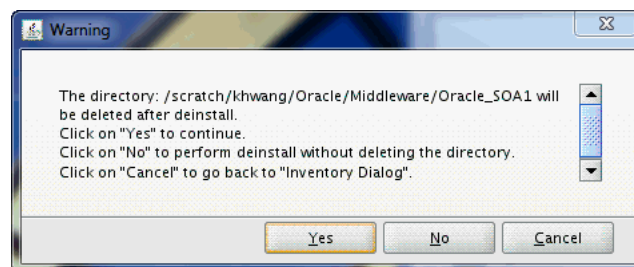 Warning
The directory: /scratch/khwang/Oracle/Middleware/Oracle_SOA1 will
be deleted after deinstall.
Click on "Yes" to continue.
Click on "No" to perform deinstall without deleting the directory.
Click on "Cancel" to go back to "Inventory Dialog".
Yes No Cancel